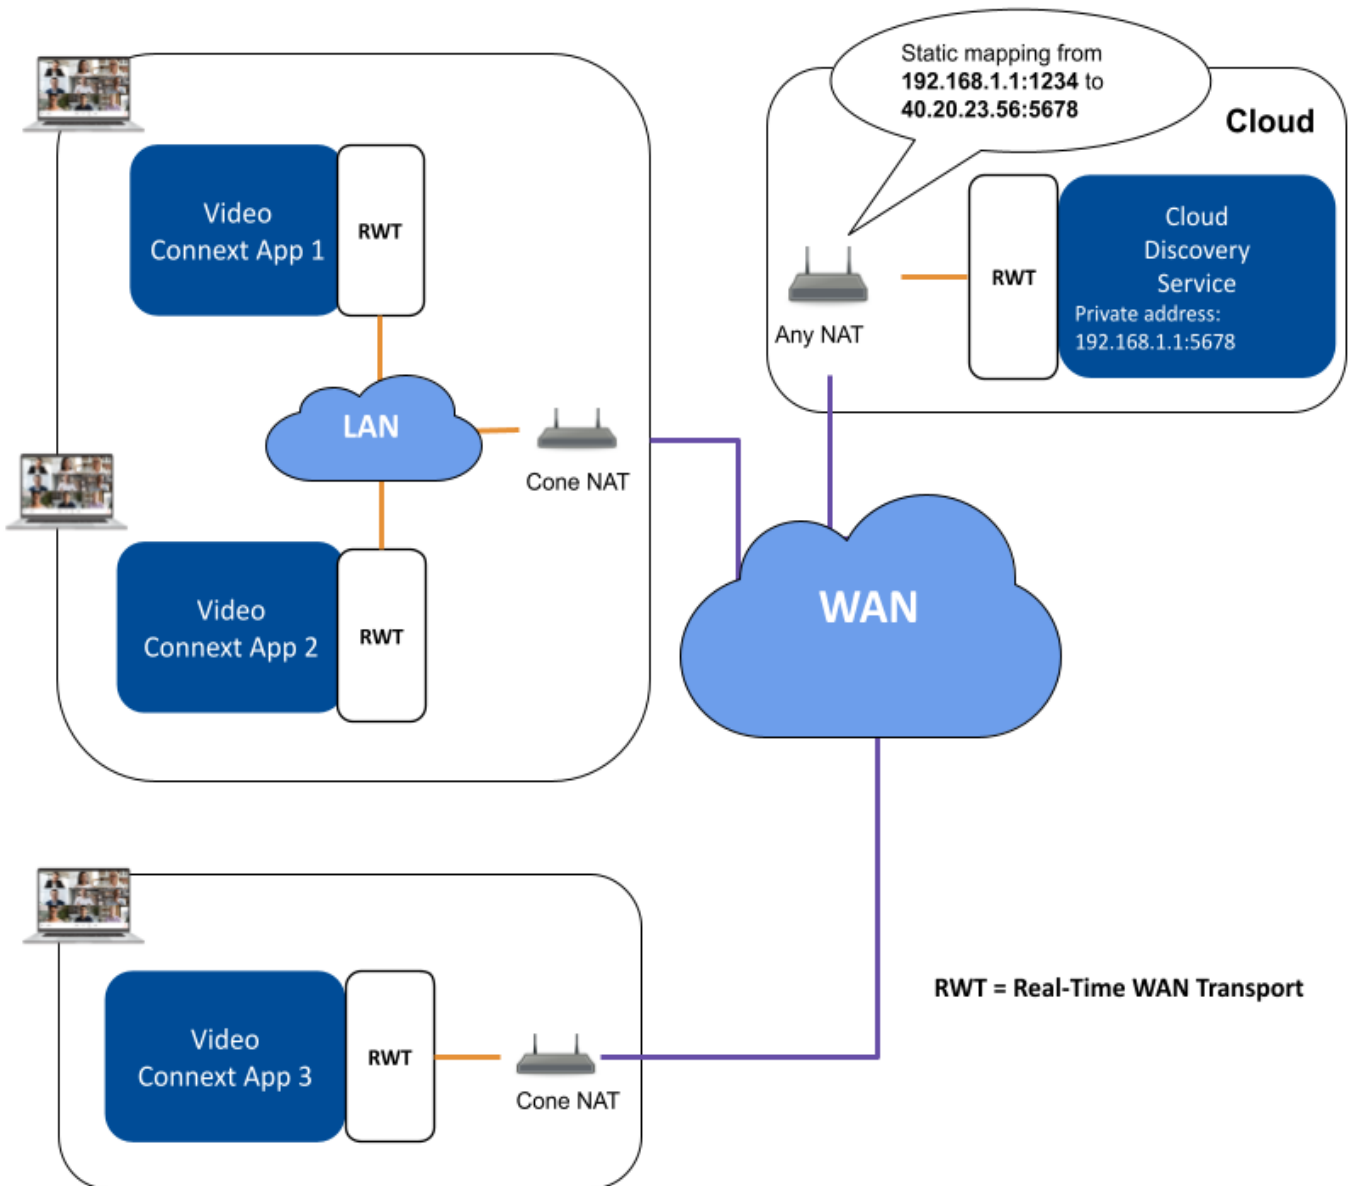 Static mapping from
192.168.1.1:1234 to
40.20.23.56:5678
Cloud
Video
Connext App 1
RWT
Cloud
Discovery
Service
Private address:
192.168.1.1:5678
RWT
Any NAT
LAN
Cone NAT
Video
Connext App 2
RWT
WAN
Video
Connext App 3
RWT
Cone NAT
RWT = Real-Time WAN Transport